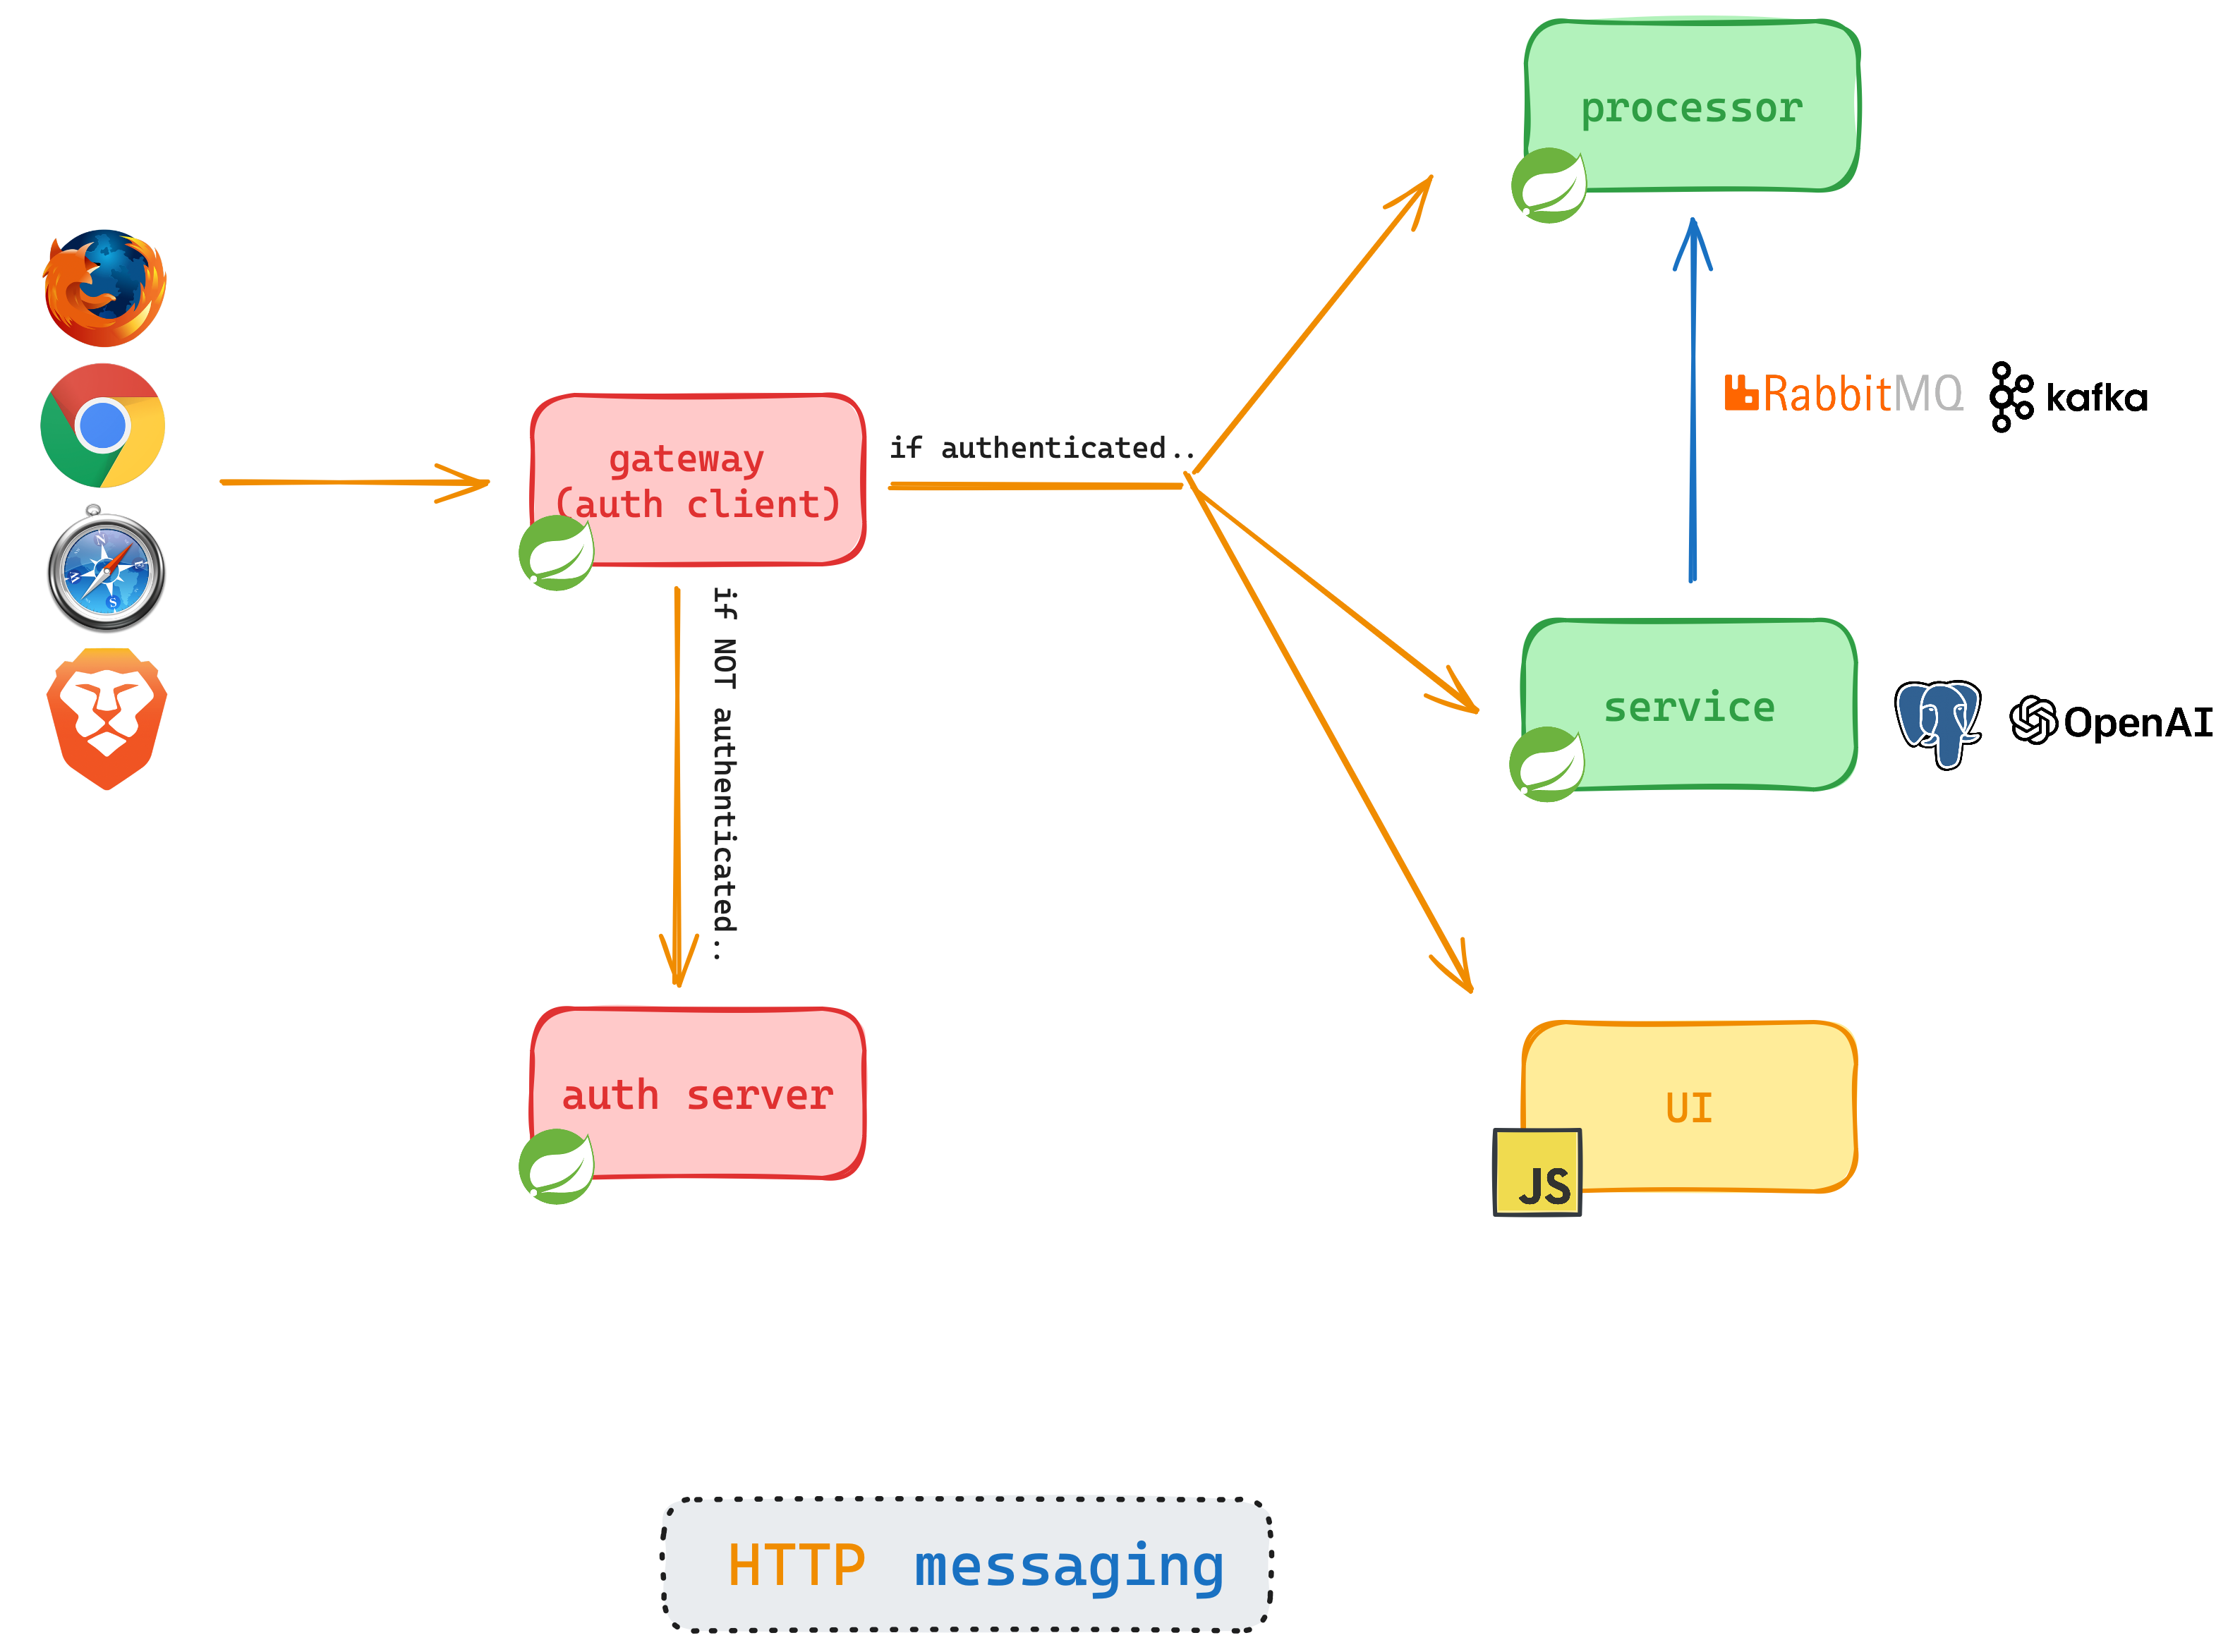 processor
RabbitMQ
kafka
gateway
(auth client)
if authenticated..
if NOT authenticated..
service
OpenAI
auth server
UI
JS
HTTP messaging
N
E
S
W